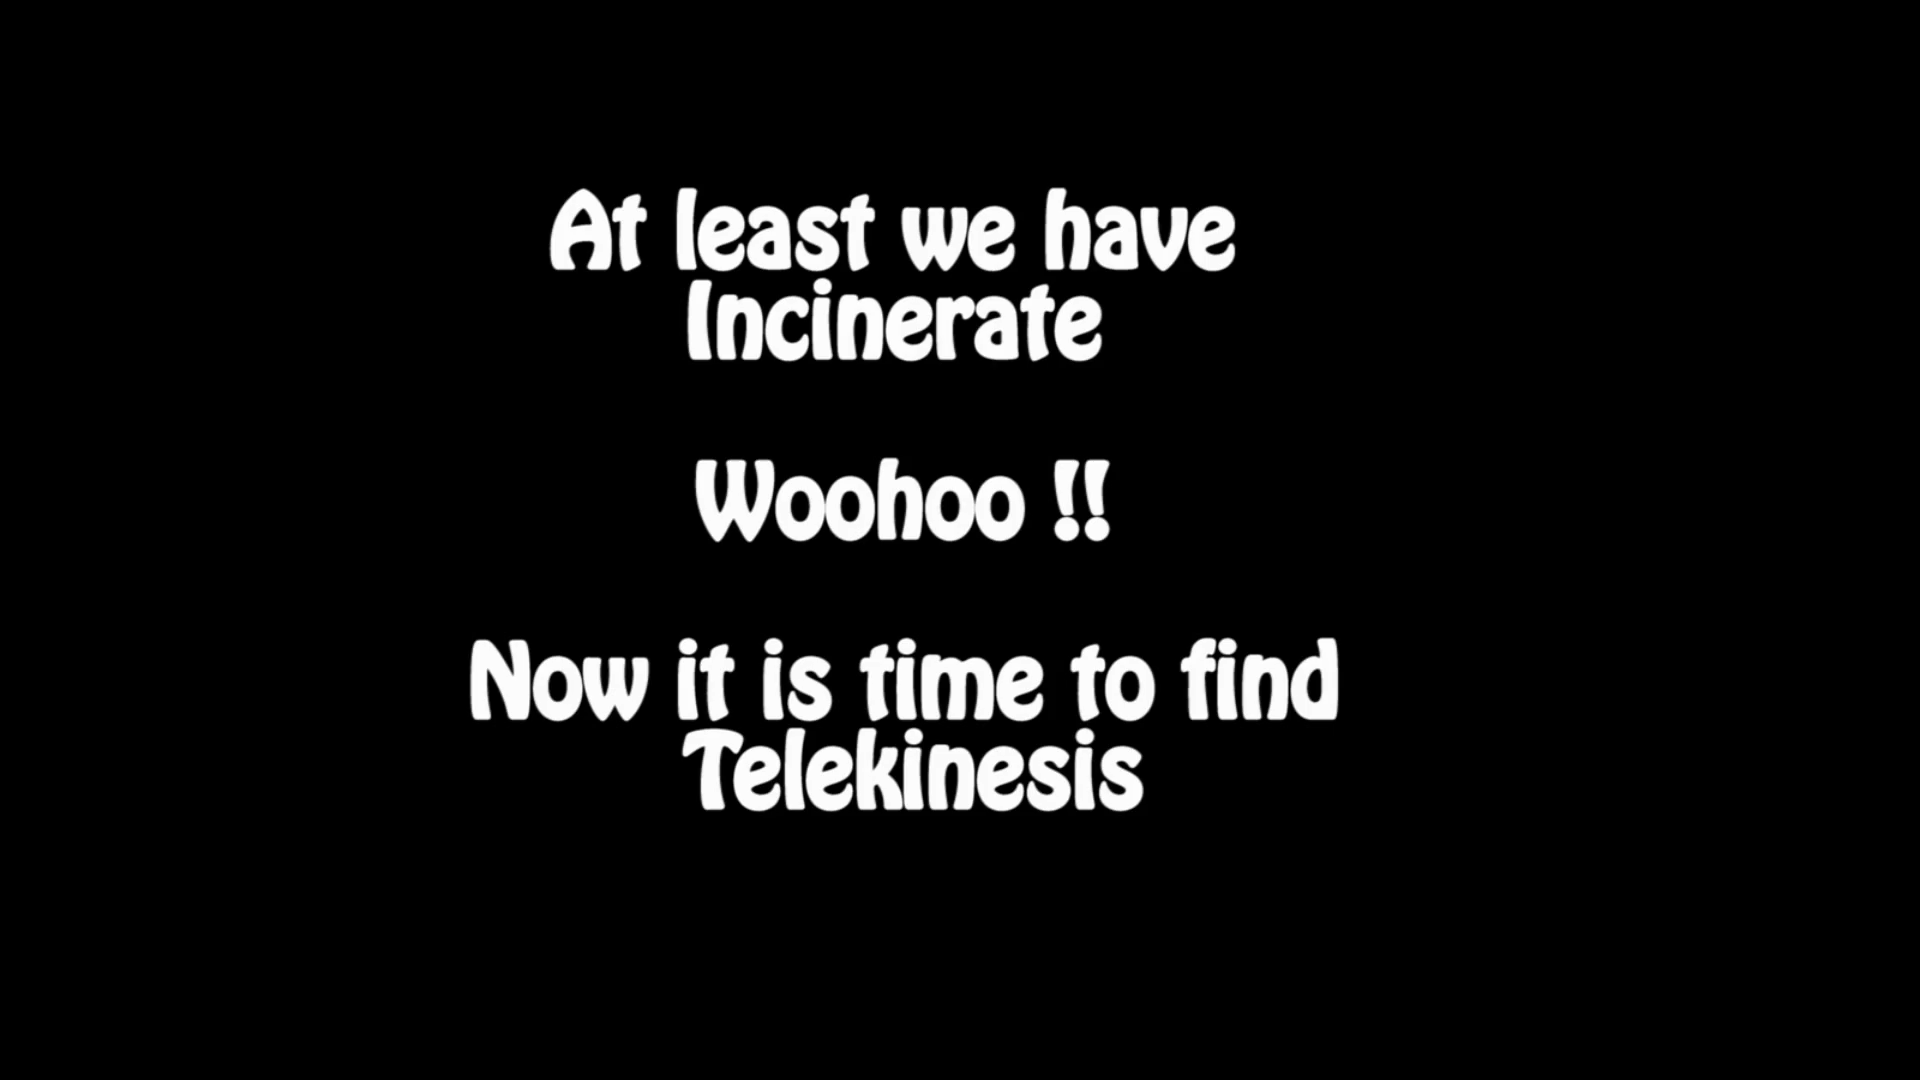 At least we have
Incinerate
Woohoo !!
Now it is time to find
Telekinesis